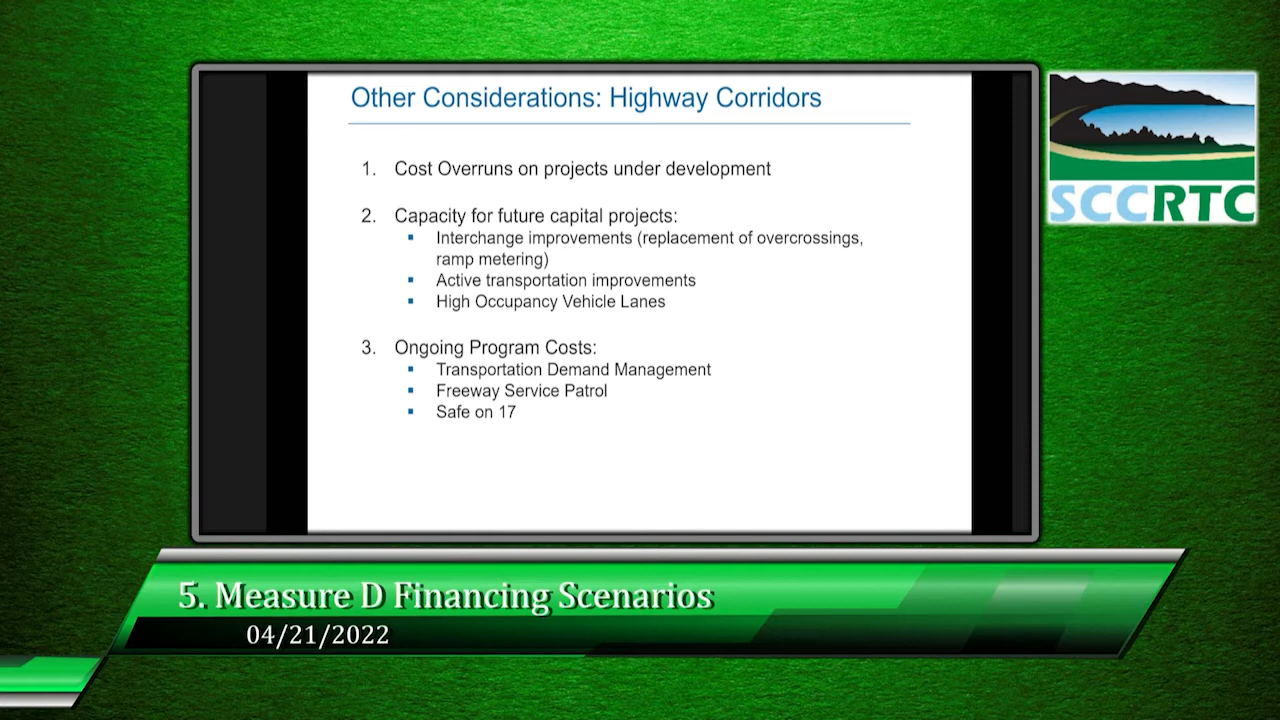 Other Considerations: Highway Corridors
1. Cost Overruns on projects under development
2. Capacity for future capital projects:
▪ Interchange improvements (replacement of overcrossings,
ramp metering)
▪ Active transportation improvements
▪ High Occupancy Vehicle Lanes
3. Ongoing Program Costs:
▪ Transportation Demand Management
▪ Freeway Service Patrol
▪ Safe on 17
SCCRTC
5. Measure D Financing Scenarios
04/21/2022